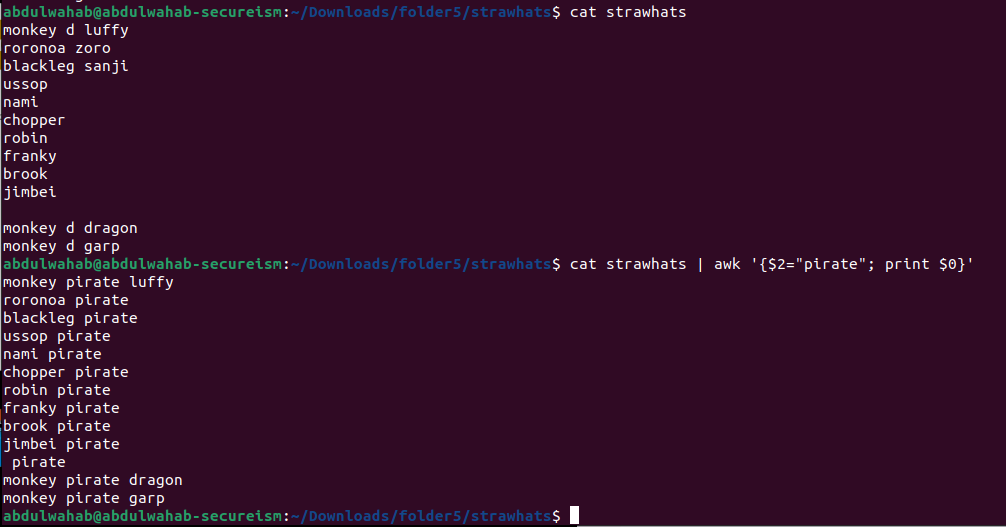 abdulwahab@abdulwahab-secureism:~/Downloads/folder5/strawhats$ cat strawhats
monkey d luffy
roronoa zoro
blackleg sanji
ussop
nami
chopper
robin
franky
brook
jimbei

monkey d dragon
monkey d garp
abdulwahab@abdulwahab-secureism:~/Downloads/folder5/strawhats$ cat strawhats | awk '{$2="pirate"; print $0}'
monkey pirate luffy
roronoa pirate
blackleg pirate
ussop pirate
nami pirate
chopper pirate
robin pirate
franky pirate
brook pirate
jimbei pirate
 pirate
monkey pirate dragon
monkey pirate garp
abdulwahab@abdulwahab-secureism:~/Downloads/folder5/strawhats$